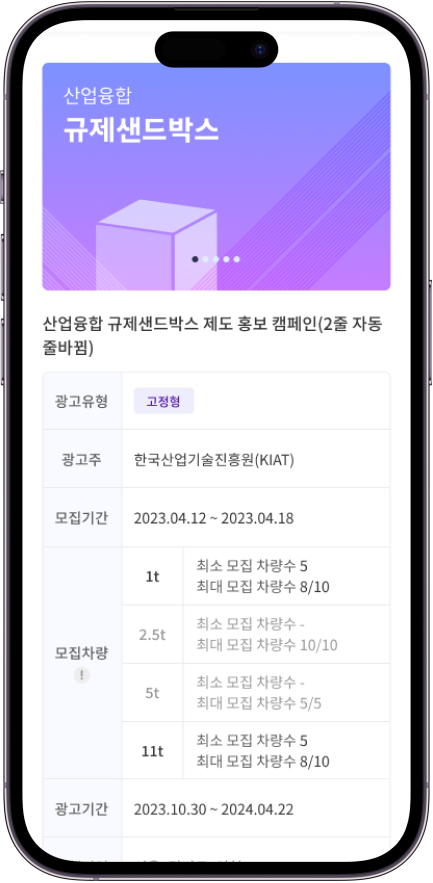 산업융합
규제샌드박스
산업융합 규제샌드박스 제도 홍보 캠페인(2줄 자동
줄바뀜)
광고유형
고정형
광고주
한국산업기술진흥원(KIAT)
모집기간
2023.04.12 ~ 2023.04.18
모집차량
!
1t
최소 모집 차량수 5
최대 모집 차량수 8/10
2.5t
최소 모집 차량수 -
최대 모집 차량수 10/10
5t
최소 모집 차량수 -
최대 모집 차량수 5/5
11t
최소 모집 차량수 5
최대 모집 차량수 8/10
광고기간
2023.10.30 ~ 2024.04.22